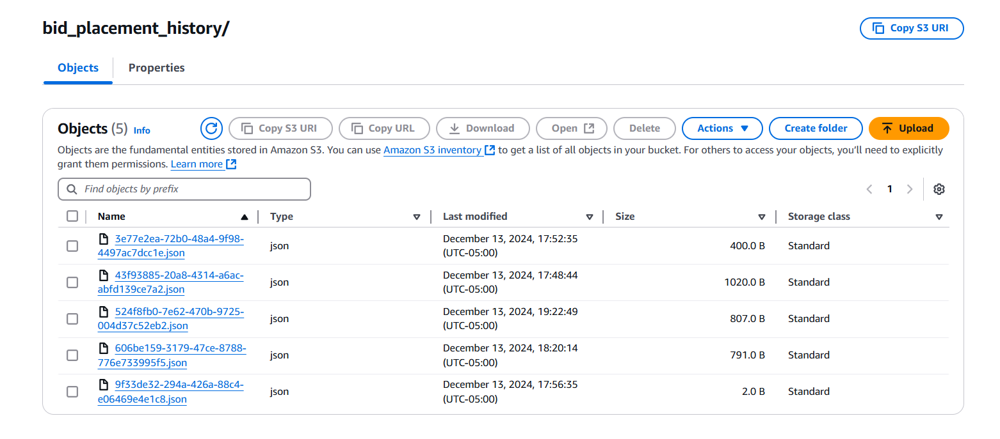 bid_placement_history/
Copy S3 URI
Objects
Properties
Objects (5) Info
Copy S3 URI
Copy URL
Download
Open
Delete
Actions
Create folder
Upload
Objects are the fundamental entities stored in Amazon S3. You can use Amazon S3 inventory to get a list of all objects in your bucket. For others to access your objects, you’ll need to explicitly
grant them permissions. Learn more
Find objects by prefix
1
Name
Type
Last modified
Size
Storage class
3e77e2ea-72b0-48a4-9f98-
4497ac7dcc1e.json
json
December 13, 2024, 17:52:35
(UTC-05:00)
400.0 B
Standard
43f93885-20a8-4314-a6ac-
abfd139ce7a2.json
json
December 13, 2024, 17:48:44
(UTC-05:00)
1020.0 B
Standard
524f8fb0-7e62-470b-9725-
004d37c52eb2.json
json
December 13, 2024, 19:22:49
(UTC-05:00)
807.0 B
Standard
606be159-3179-47ce-8788-
776e733995f5.json
json
December 13, 2024, 18:20:14
(UTC-05:00)
791.0 B
Standard
9f33de32-294a-426a-88c4-
e06469e4e1c8.json
json
December 13, 2024, 17:56:35
(UTC-05:00)
2.0 B
Standard